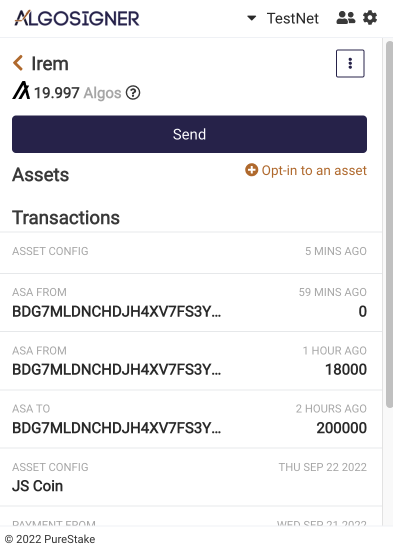 ALGOSIGNER
TestNet
Irem
19.997 Algos
Send
Assets
Opt-in to an asset
Transactions
ASSET CONFIG 5 MINS AGO
ASA FROM 59 MINS AGO
BDG7MLDNCHDJH4XV7FS3Y... 0
ASA FROM 1 HOUR AGO
BDG7MLDNCHDJH4XV7FS3Y... 18000
ASA TO 2 HOURS AGO
BDG7MLDNCHDJH4XV7FS3Y... 200000
ASSET CONFIG THU SEP 22 2022
JS Coin
PAYMENT FROM WED SEP 21 2022
© 2022 PureStake